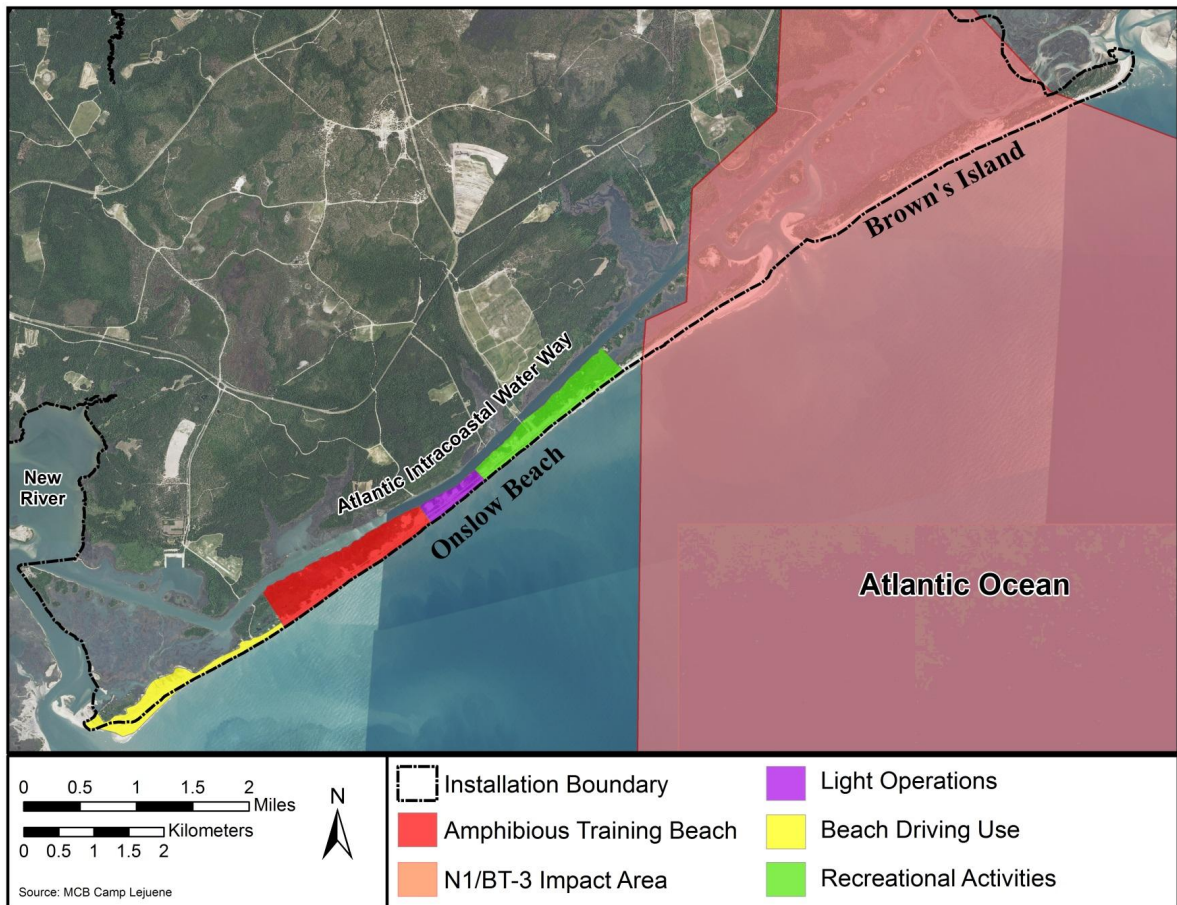 Brown's Island
Atlantic Intracoastal Water Way
Onslow Beach
New
River
Atlantic Ocean
0 0.5 1 1.5 2
Miles
Kilometers
0 0.5 1 1.5 2
N
Source: MCB Camp Lejuene
Installation Boundary
Amphibious Training Beach
N1/BT-3 Impact Area
Light Operations
Beach Driving Use
Recreational Activities